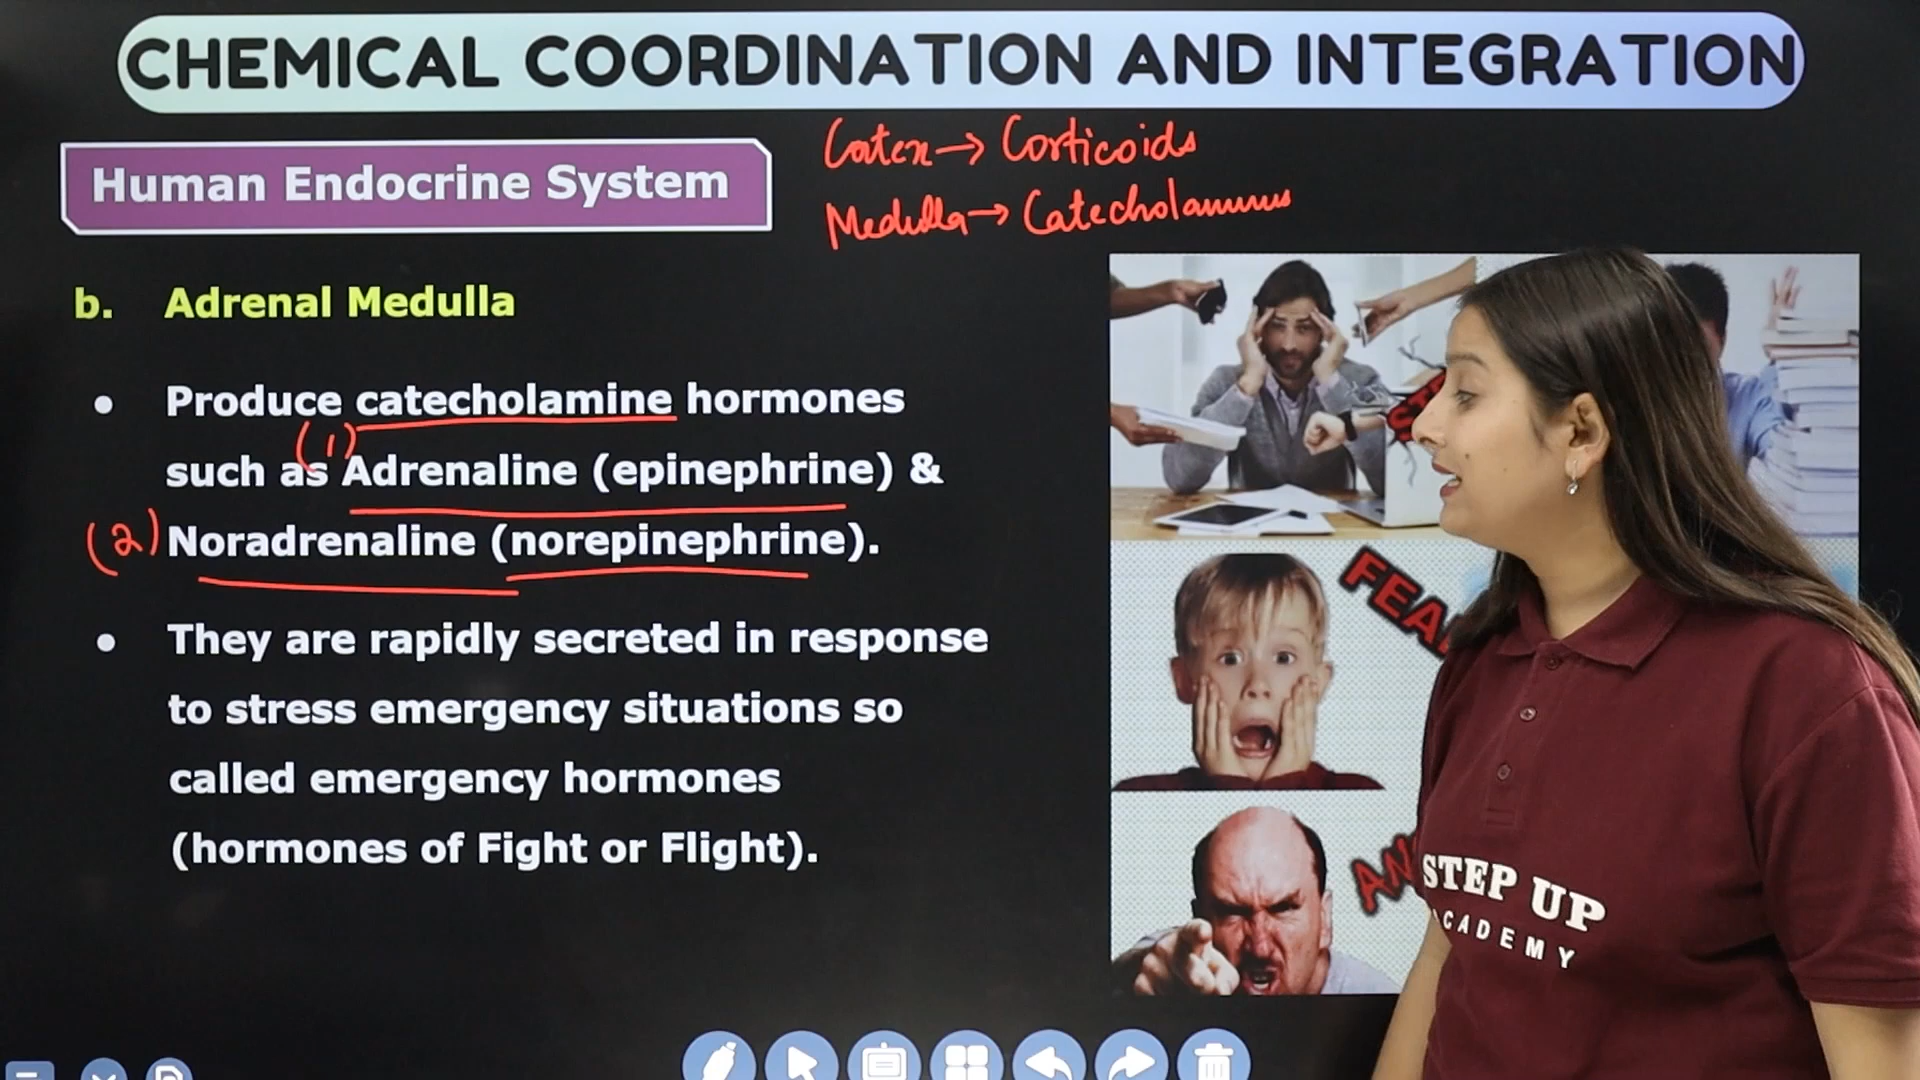 CHEMICAL COORDINATION AND INTEGRATION
Cortex → Corticoids
Human Endocrine System
Medulla → Catecholamines
b. Adrenal Medulla
• Produce catecholamine hormones
(1)
such as Adrenaline (epinephrine) &
(2) Noradrenaline (norepinephrine).
• They are rapidly secreted in response
to stress emergency situations so
called emergency hormones
(hormones of Fight or Flight).
FEA
AN
STEP UP
ACADEMY